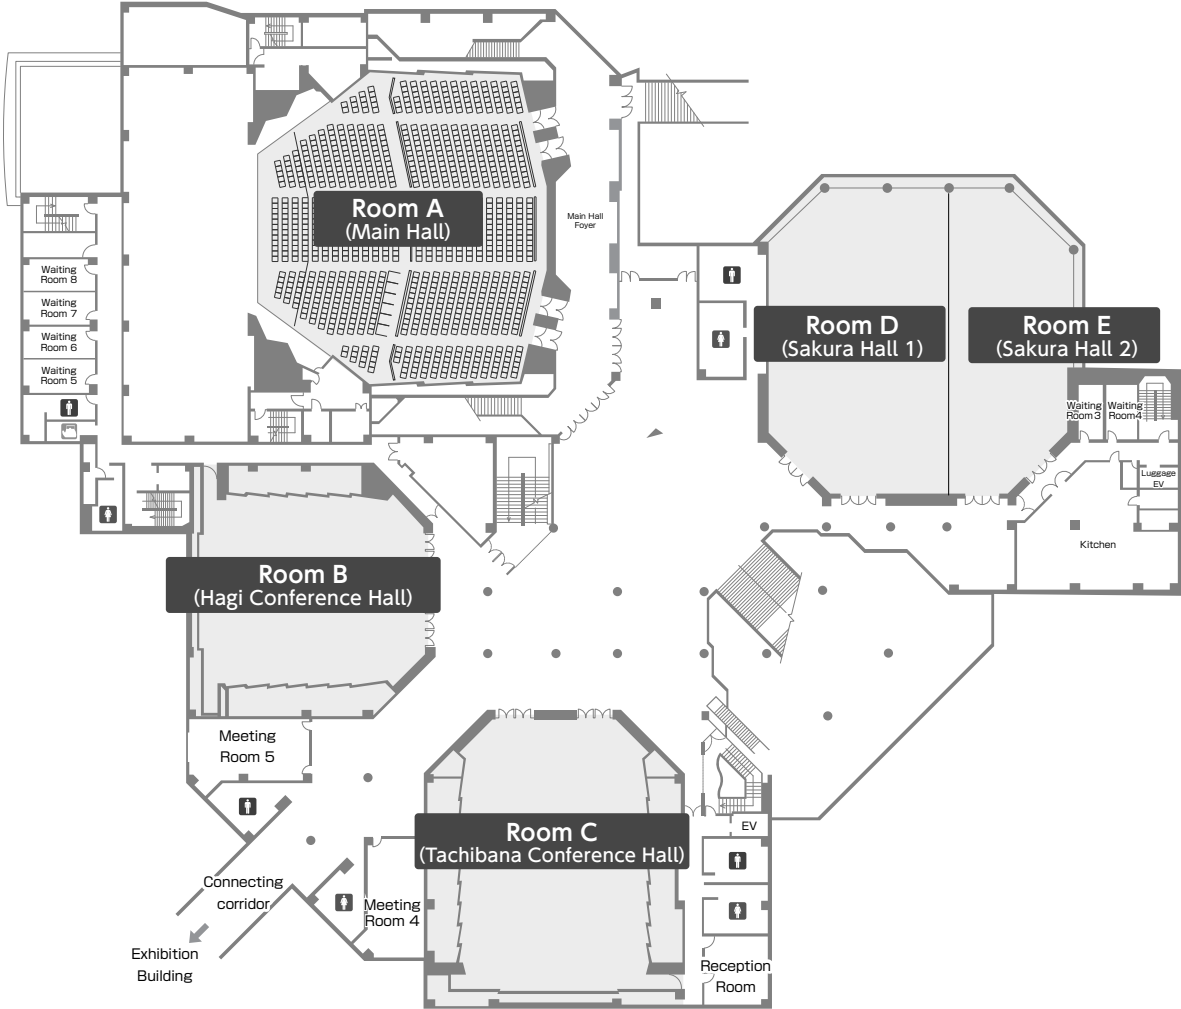 Room A
(Main Hall)
Main Hall
Foyer
Waiting
Room 8
Waiting
Room 7
Waiting
Room 6
Waiting
Room 5
Room D
(Sakura Hall 1)
Room E
(Sakura Hall 2)
Waiting
Room3
Waiting
Room4
Luggage
EV
Kitchen
Room B
(Hagi Conference Hall)
Meeting
Room 5
Room C
(Tachibana Conference Hall)
EV
Connecting
corridor
Meeting
Room 4
Exhibition
Building
Reception
Room